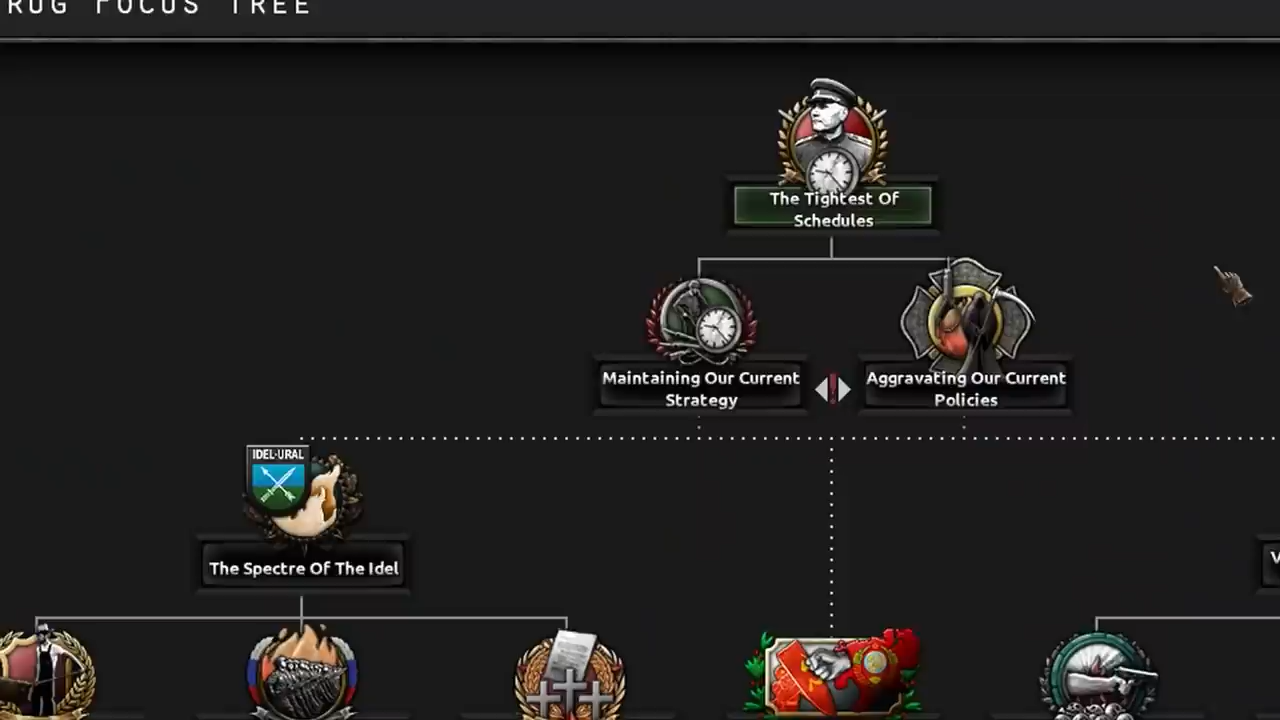 RUG FOCUS TREE
The Tightest Of
Schedules
Maintaining Our Current
Strategy
Aggravating Our Current
Policies
IDEL-URAL
The Spectre Of The Idel
V